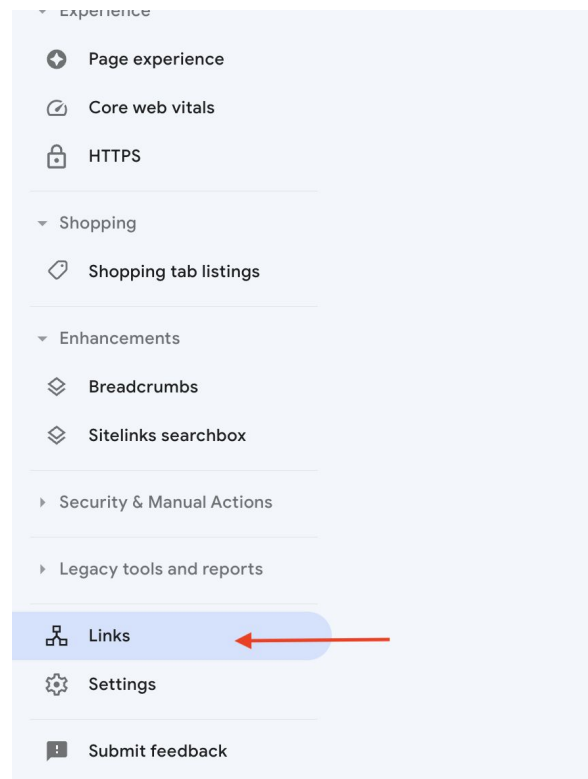 Experience
Page experience
Core web vitals
HTTPS
Shopping
Shopping tab listings
Enhancements
Breadcrumbs
Sitelinks searchbox
Security & Manual Actions
Legacy tools and reports
Links
Settings
Submit feedback